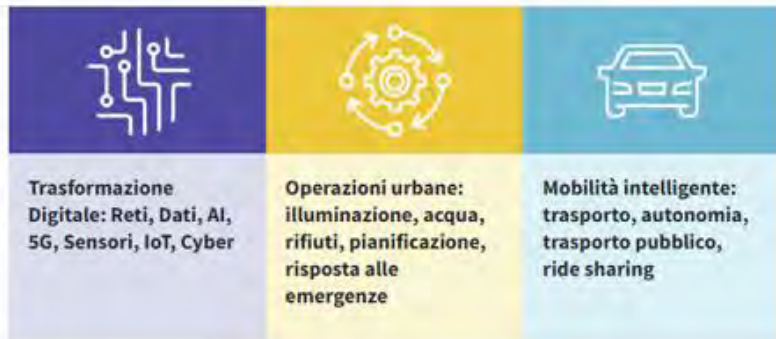 Trasformazione
Digitale: Reti, Dati, AI,
5G, Sensori, IoT, Cyber
Operazioni urbane:
illuminazione, acqua,
rifiuti, pianificazione,
risposta alle
emergenze
Mobilità intelligente:
trasporto, autonomia,
trasporto pubblico,
ride sharing